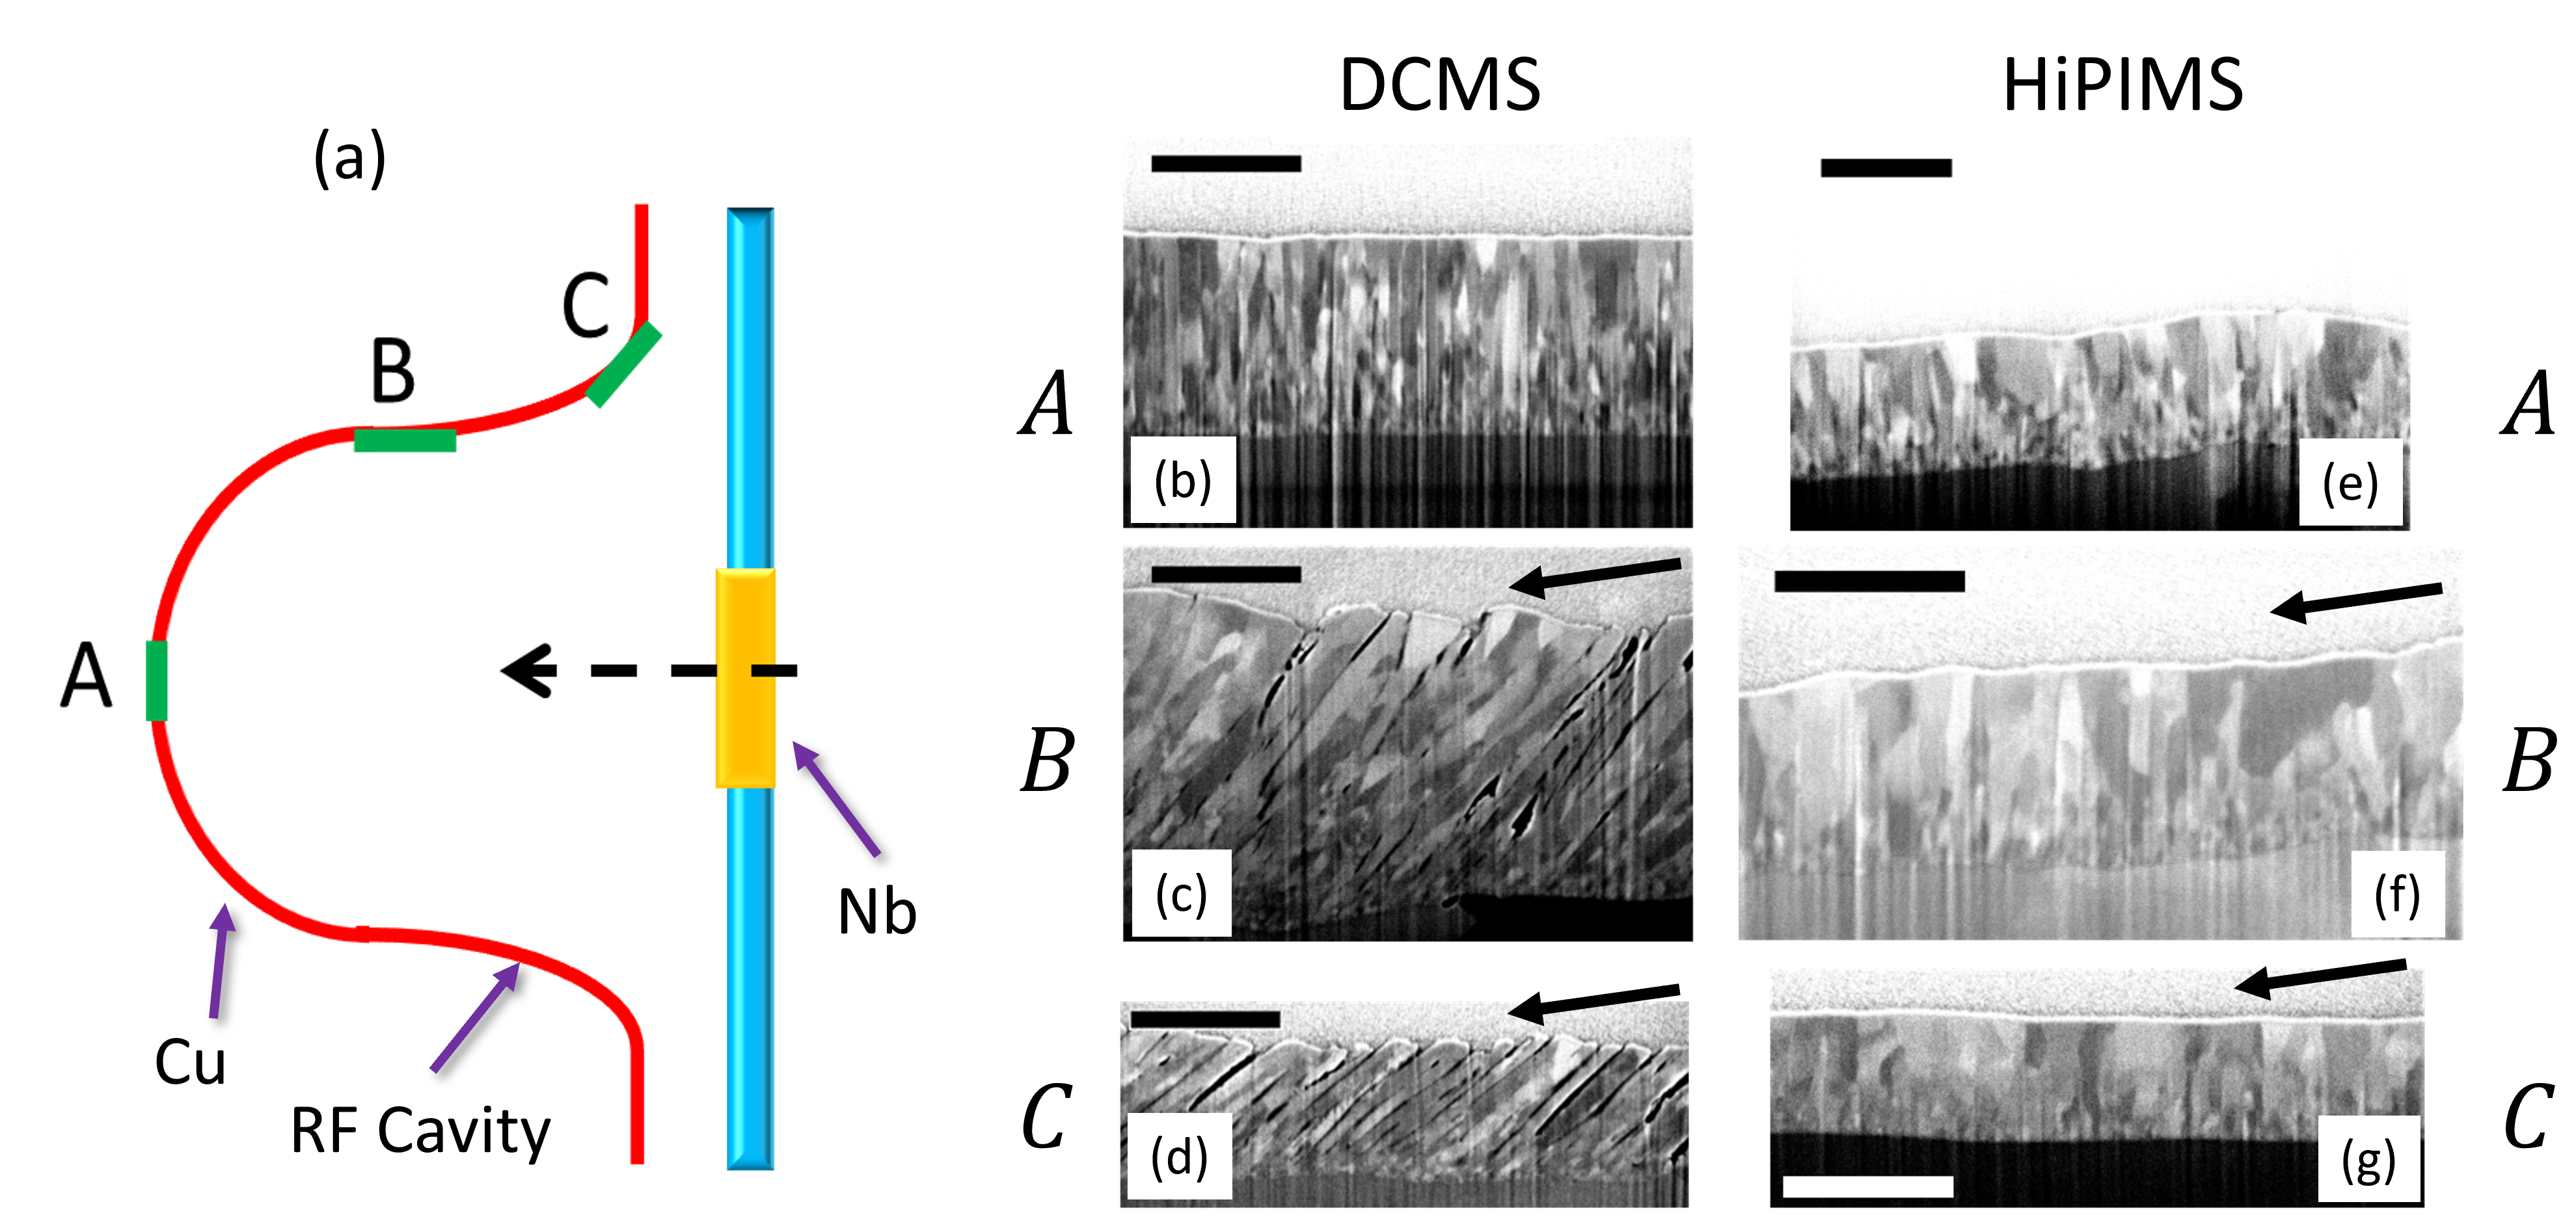 (a)
A
B
C
Cu
RF Cavity
Nb
DCMS
HiPIMS
A
(b)
(e)
A
B
(c)
(f)
B
C
(d)
(g)
C